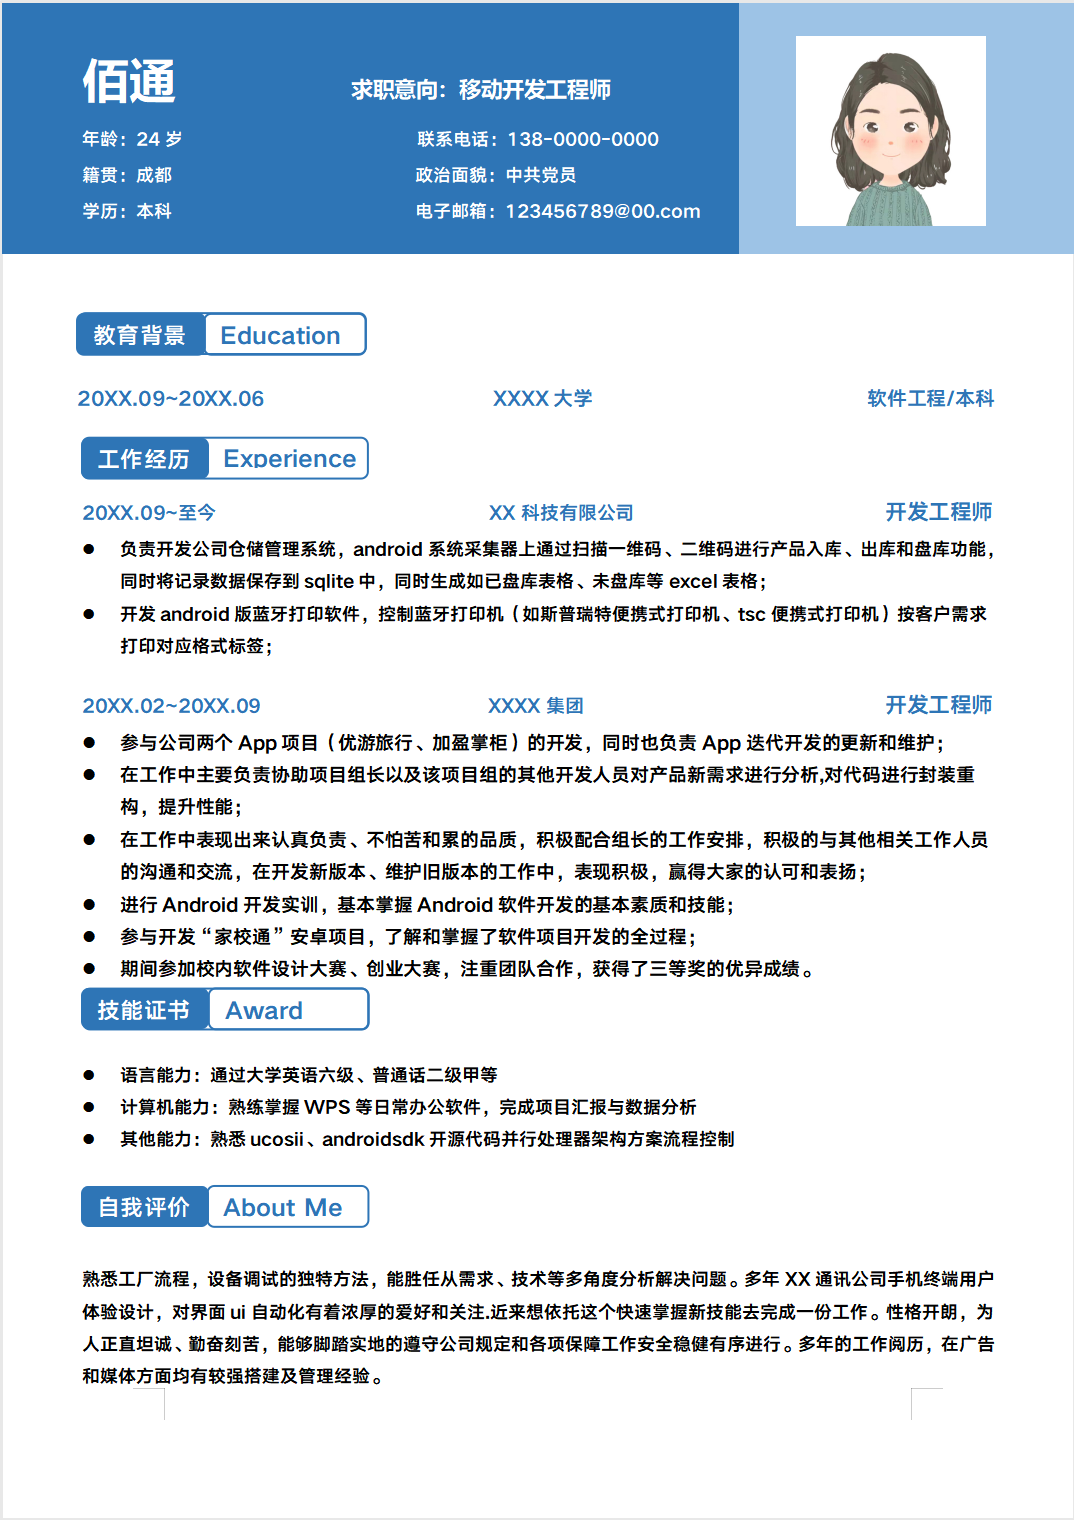 佰通
求职意向：移动开发工程师
年龄：24 岁
联系电话：138-0000-0000
籍贯：成都
政治面貌：中共党员
学历：本科
电子邮箱：123456789@00.com
教育背景 Education
20XX.09~20XX.06 XXXX 大学 软件工程/本科
工作经历 Experience
20XX.09~至今 XX 科技有限公司 开发工程师
● 负责开发公司仓储管理系统，android 系统采集器上通过扫描一维码、二维码进行产品入库、出库和盘库功能，
同时将记录数据保存到 sqlite 中，同时生成如已盘库表格、未盘库等 excel 表格；
● 开发 android 版蓝牙打印软件，控制蓝牙打印机（如斯普瑞特便携式打印机、tsc 便携式打印机）按客户需求
打印对应格式标签；
20XX.02~20XX.09 XXXX 集团 开发工程师
● 参与公司两个 App 项目（优游旅行、加盈掌柜）的开发，同时也负责 App 迭代开发的更新和维护；
● 在工作中主要负责协助项目组长以及该项目组的其他开发人员对产品新需求进行分析,对代码进行封装重
构，提升性能；
● 在工作中表现出来认真负责、不怕苦和累的品质，积极配合组长的工作安排，积极的与其他相关工作人员
的沟通和交流，在开发新版本、维护旧版本的工作中，表现积极，赢得大家的认可和表扬；
● 进行 Android 开发实训，基本掌握 Android 软件开发的基本素质和技能；
● 参与开发“家校通”安卓项目，了解和掌握了软件项目开发的全过程；
● 期间参加校内软件设计大赛、创业大赛，注重团队合作，获得了三等奖的优异成绩。
技能证书 Award
● 语言能力：通过大学英语六级、普通话二级甲等
● 计算机能力：熟练掌握 WPS 等日常办公软件，完成项目汇报与数据分析
● 其他能力：熟悉 ucosii、androidsdk 开源代码并行处理器架构方案流程控制
自我评价 About Me
熟悉工厂流程，设备调试的独特方法，能胜任从需求、技术等多角度分析解决问题。多年 XX 通讯公司手机终端用户
体验设计，对界面 ui 自动化有着浓厚的爱好和关注.近来想依托这个快速掌握新技能去完成一份工作。性格开朗，为
人正直坦诚、勤奋刻苦，能够脚踏实地的遵守公司规定和各项保障工作安全稳健有序进行。多年的工作阅历，在广告
和媒体方面均有较强搭建及管理经验。